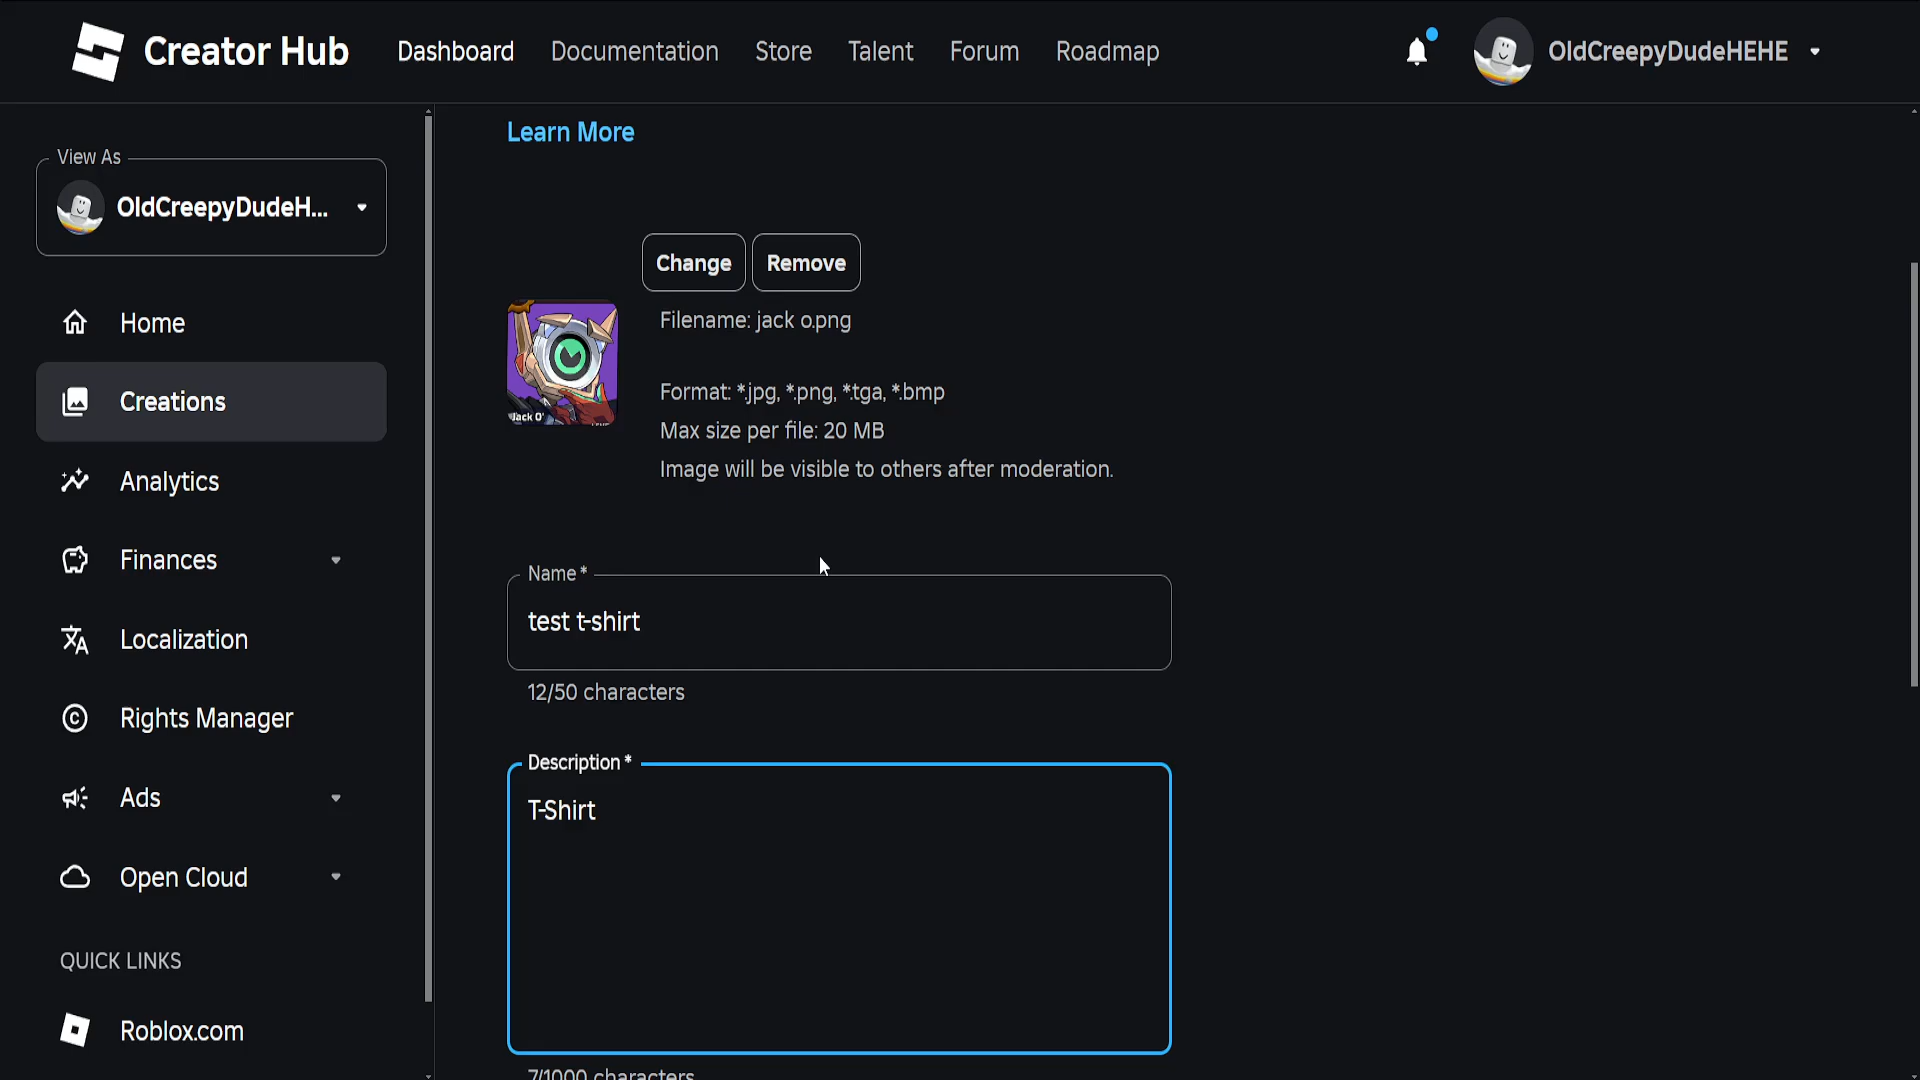 Creator Hub
Dashboard
Documentation
Store
Talent
Forum
Roadmap
OldCreepyDudeHEHE
View As
OldCreepyDudeH...
Home
Creations
Analytics
Finances
Localization
Rights Manager
Ads
Open Cloud
QUICK LINKS
Roblox.com
Learn More
Change
Remove
Jack O'
Filename: jack o.png
Format: *.jpg, *.png, *.tga, *.bmp
Max size per file: 20 MB
Image will be visible to others after moderation.
Name *
test t-shirt
12/50 characters
Description *
T-Shirt
7/1000 characters